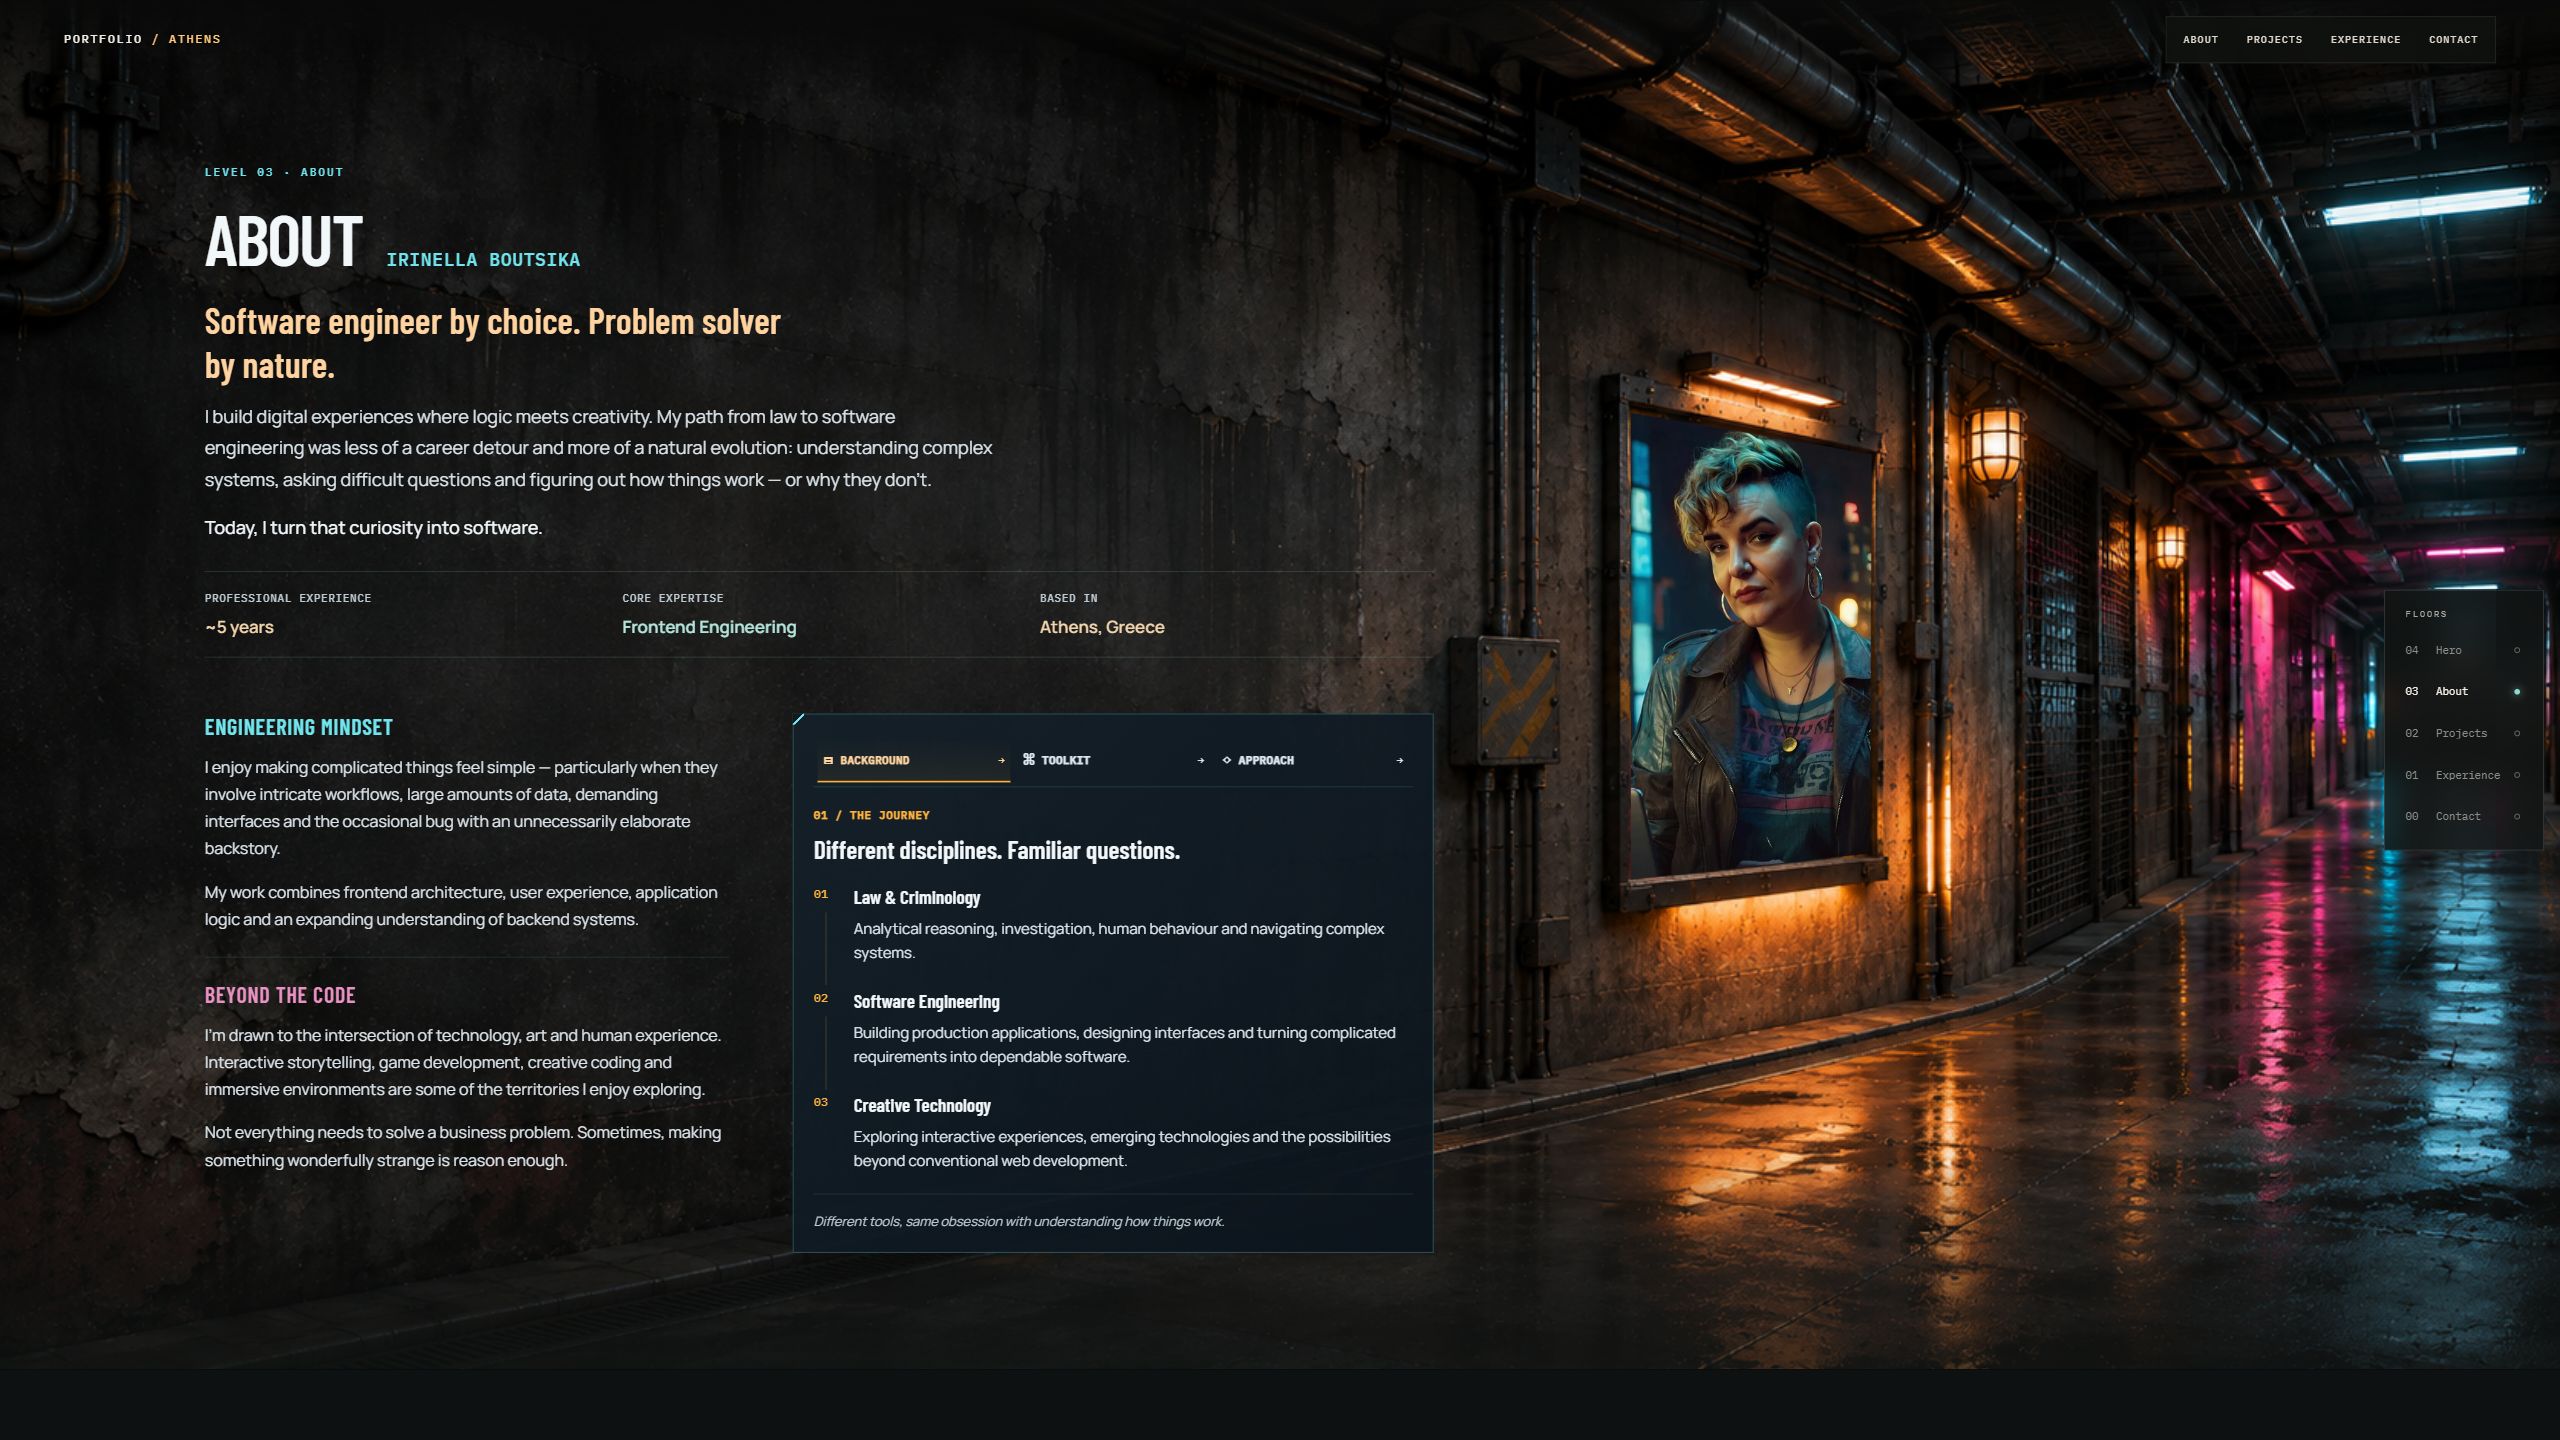 PORTFOLIO / ATHENS
ABOUT PROJECTS EXPERIENCE CONTACT
LEVEL 03 · ABOUT
ABOUT IRINELLA BOUTSIKA
Software engineer by choice. Problem solver
by nature.
I build digital experiences where logic meets creativity. My path from law to software
engineering was less of a career detour and more of a natural evolution: understanding complex
systems, asking difficult questions and figuring out how things work — or why they don't.
Today, I turn that curiosity into software.
PROFESSIONAL EXPERIENCE
~5 years
CORE EXPERTISE
Frontend Engineering
BASED IN
Athens, Greece
ENGINEERING MINDSET
I enjoy making complicated things feel simple — particularly when they
involve intricate workflows, large amounts of data, demanding
interfaces and the occasional bug with an unnecessarily elaborate
backstory.
My work combines frontend architecture, user experience, application
logic and an expanding understanding of backend systems.
BEYOND THE CODE
I'm drawn to the intersection of technology, art and human experience.
Interactive storytelling, game development, creative coding and
immersive environments are some of the territories I enjoy exploring.
Not everything needs to solve a business problem. Sometimes, making
something wonderfully strange is reason enough.
BACKGROUND → ⌘ TOOLKIT → APPROACH →
01 / THE JOURNEY
Different disciplines. Familiar questions.
01 Law & Criminology
Analytical reasoning, investigation, human behaviour and navigating complex
systems.
02 Software Engineering
Building production applications, designing interfaces and turning complicated
requirements into dependable software.
03 Creative Technology
Exploring interactive experiences, emerging technologies and the possibilities
beyond conventional web development.
Different tools, same obsession with understanding how things work.
FLOORS
04 Hero
03 About
02 Projects
01 Experience
00 Contact